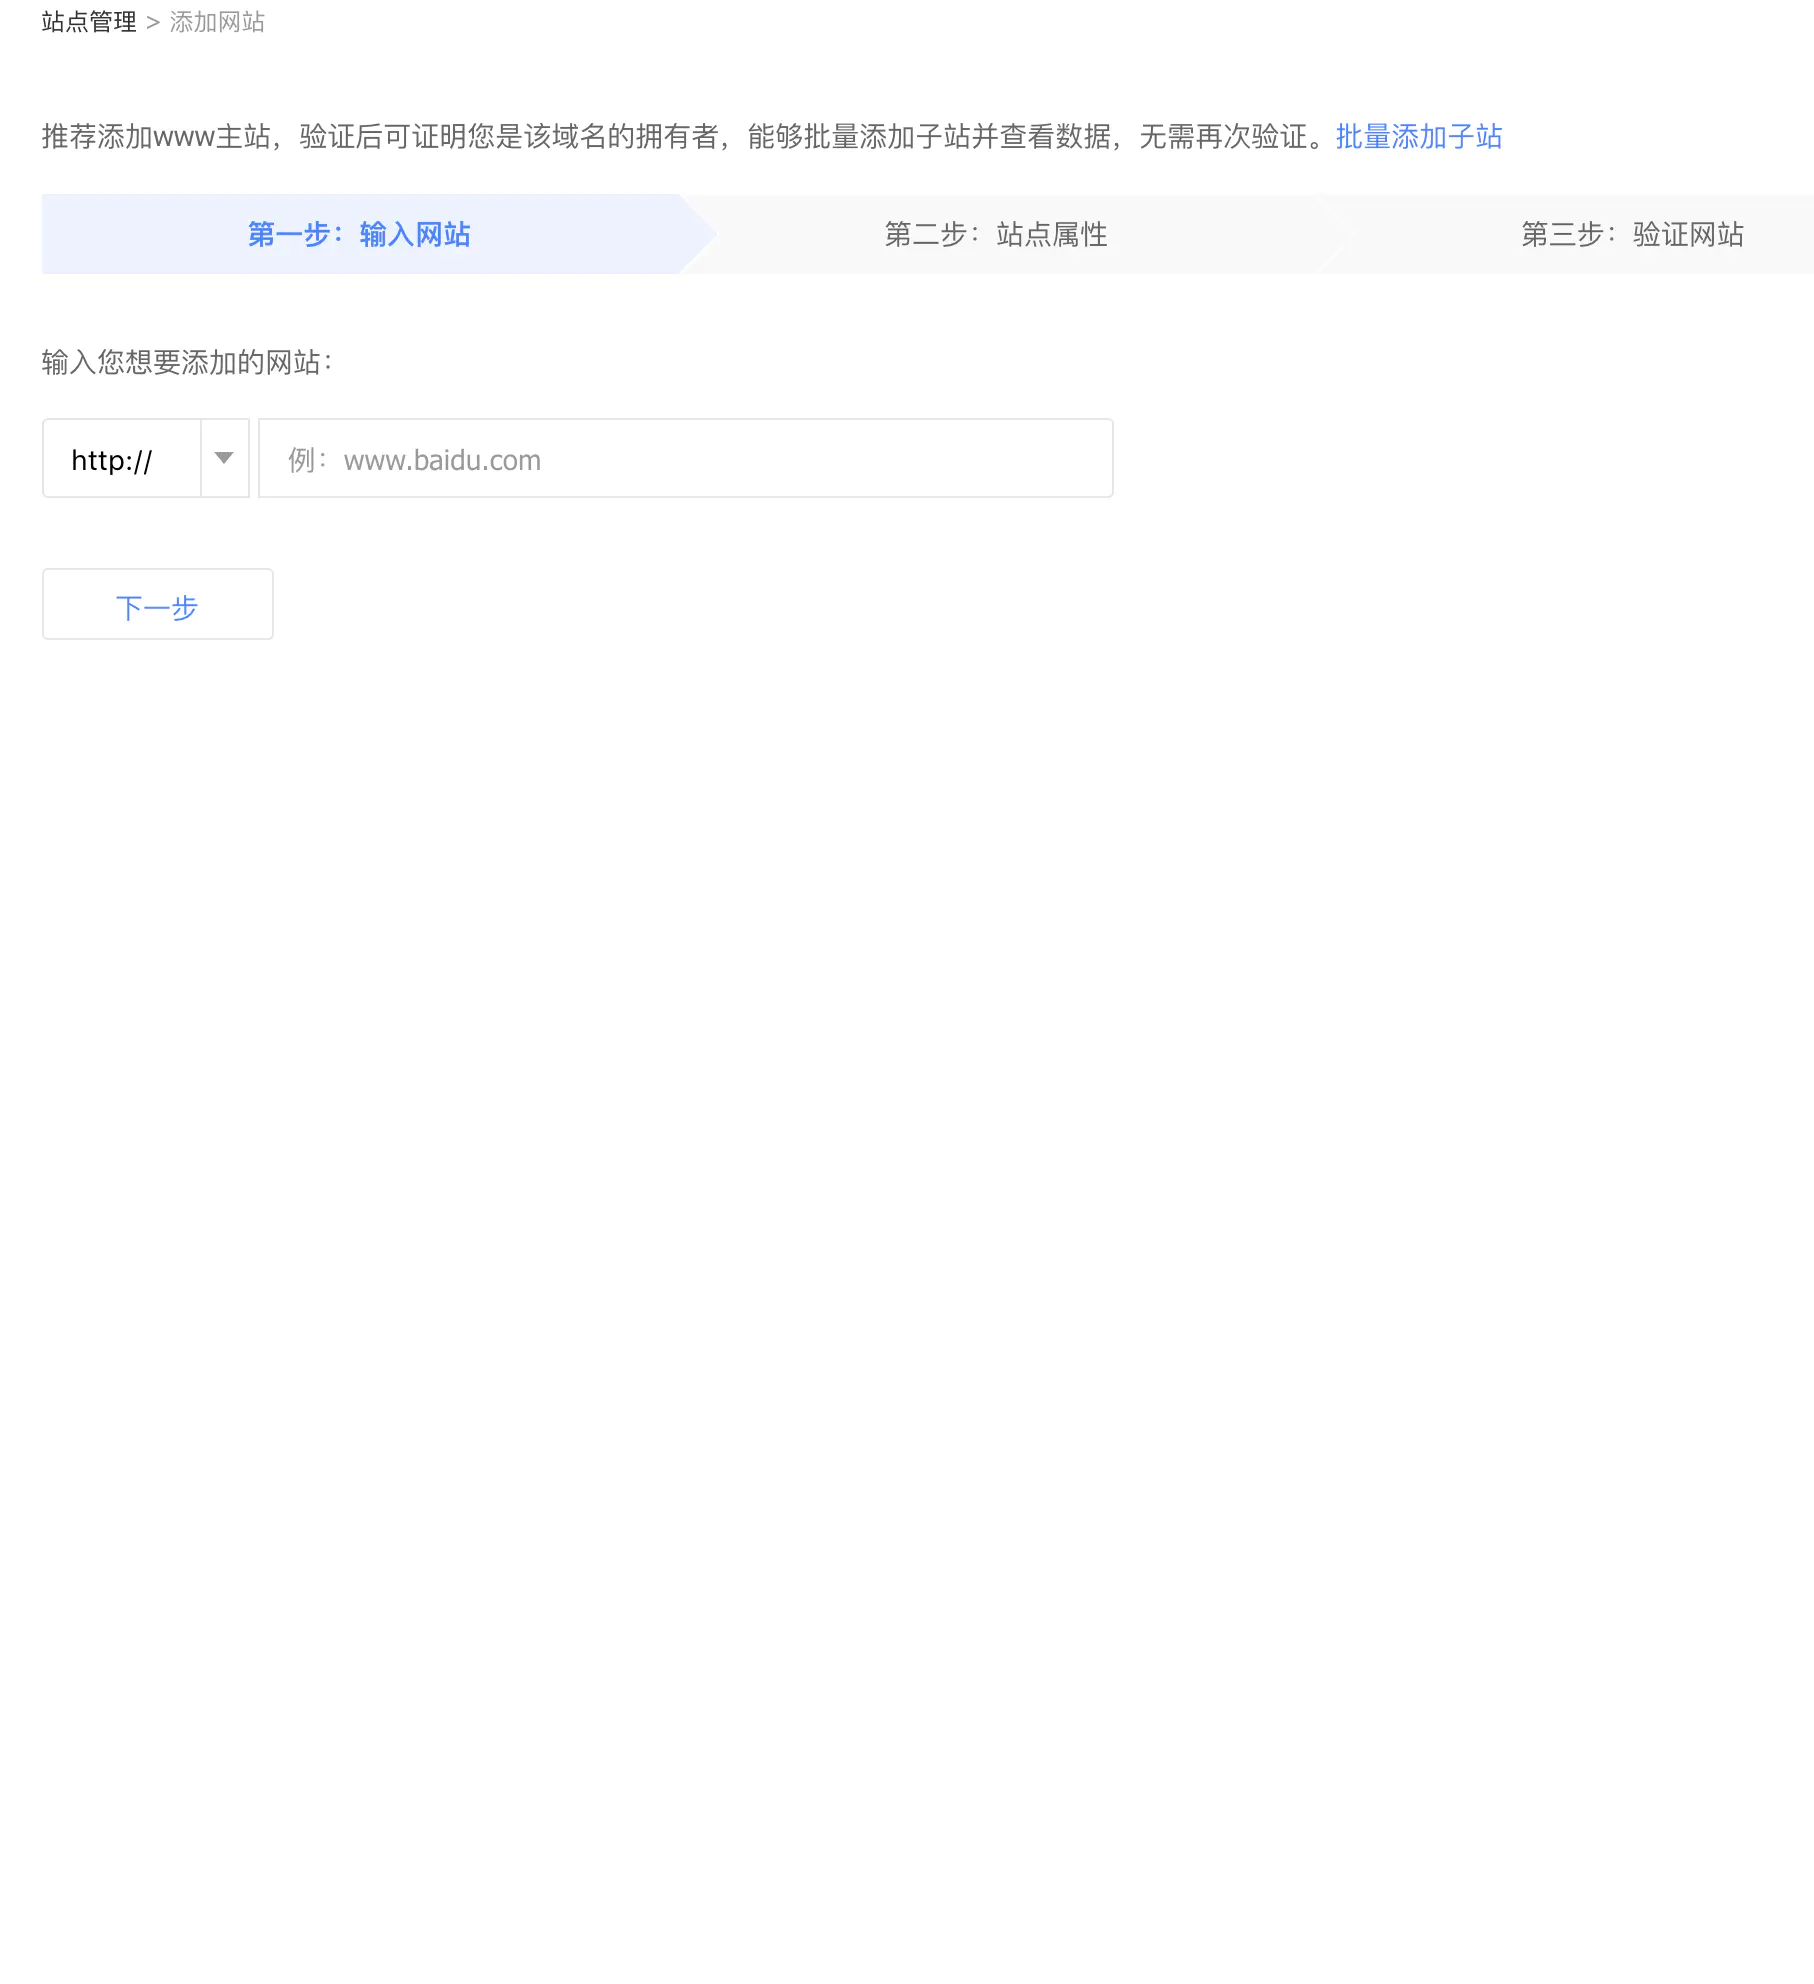 站点管理 > 添加网站
推荐添加www主站，验证后可证明您是该域名的拥有者，能够批量添加子站并查看数据，无需再次验证。批量添加子站
第一步：输入网站 第二步：站点属性 第三步：验证网站
输入您想要添加的网站：
http:// 例：www.baidu.com
下一步